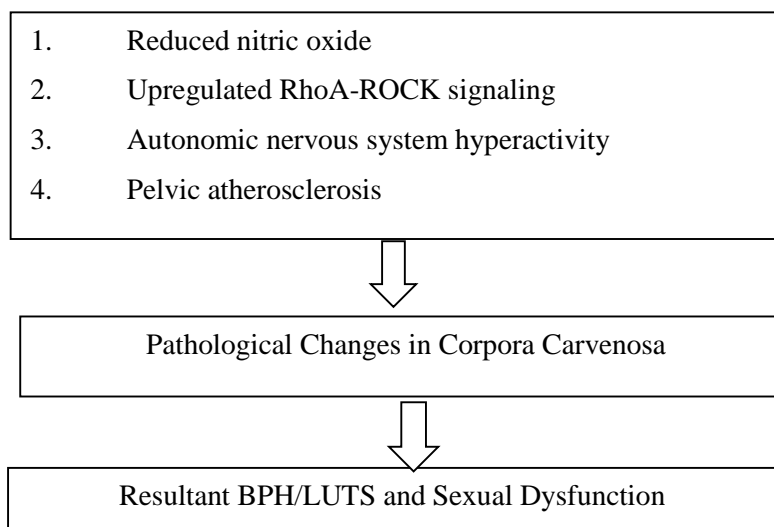 1. Reduced nitric oxide
2. Upregulated RhoA-ROCK signaling
3. Autonomic nervous system hyperactivity
4. Pelvic atherosclerosis
Pathological Changes in Corpora Carvenosa
Resultant BPH/LUTS and Sexual Dysfunction